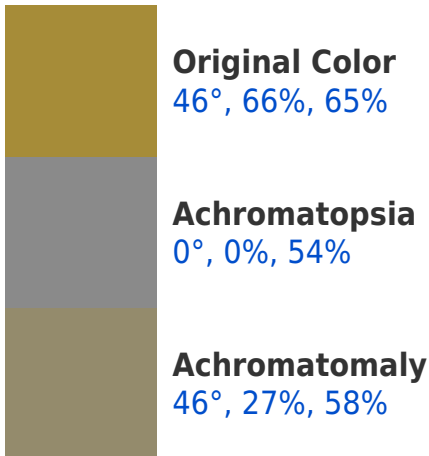 Original Color
46°, 66%, 65%
Achromatopsia
0°, 0%, 54%
Achromatomaly
46°, 27%, 58%